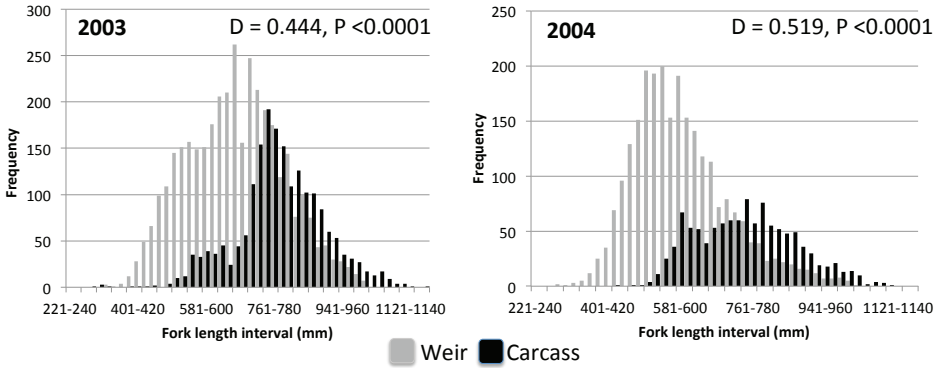 2003
D = 0.444, P <0.0001
300
250
200
150
100
50
0
Frequency
221-240 401-420 581-600 761-780 941-960 1121-1140
Fork length interval (mm)
2004
D = 0.519, P <0.0001
250
200
150
100
50
0
Frequency
221-240 401-420 581-600 761-780 941-960 1121-1140
Fork length interval (mm)
Weir Carcass